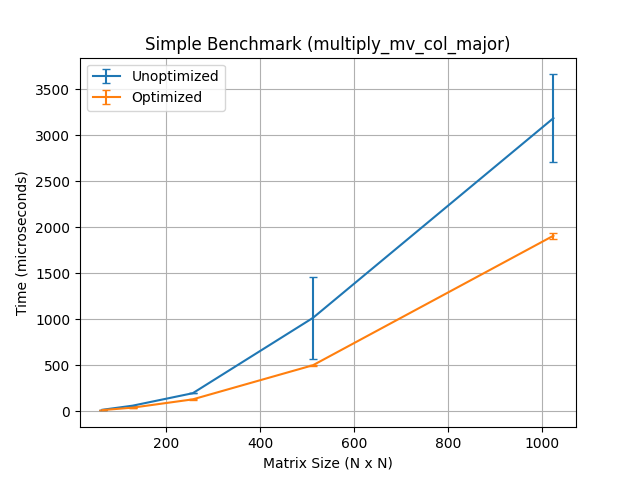 Simple Benchmark (multiply_mv_col_major)
Unoptimized
Optimized
3500
3000
2500
2000
1500
1000
500
0
Time (microseconds)
200 400 600 800 1000
Matrix Size (N x N)